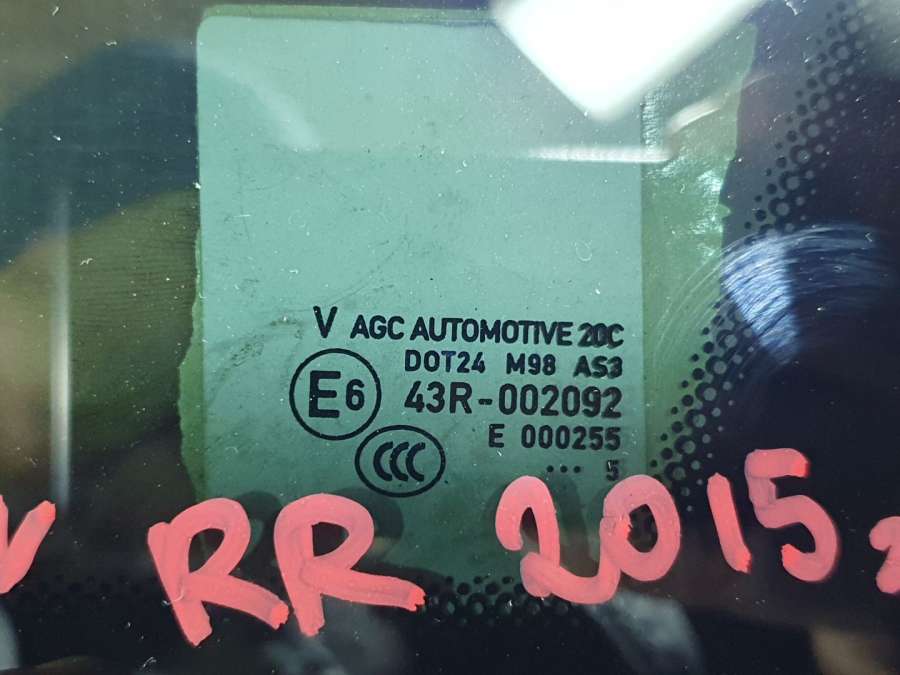 V AGC AUTOMOTIVE 20C
DOT24 M98 AS3
E6 43R-002092
E 000255
CCC ... 5
RR 2015